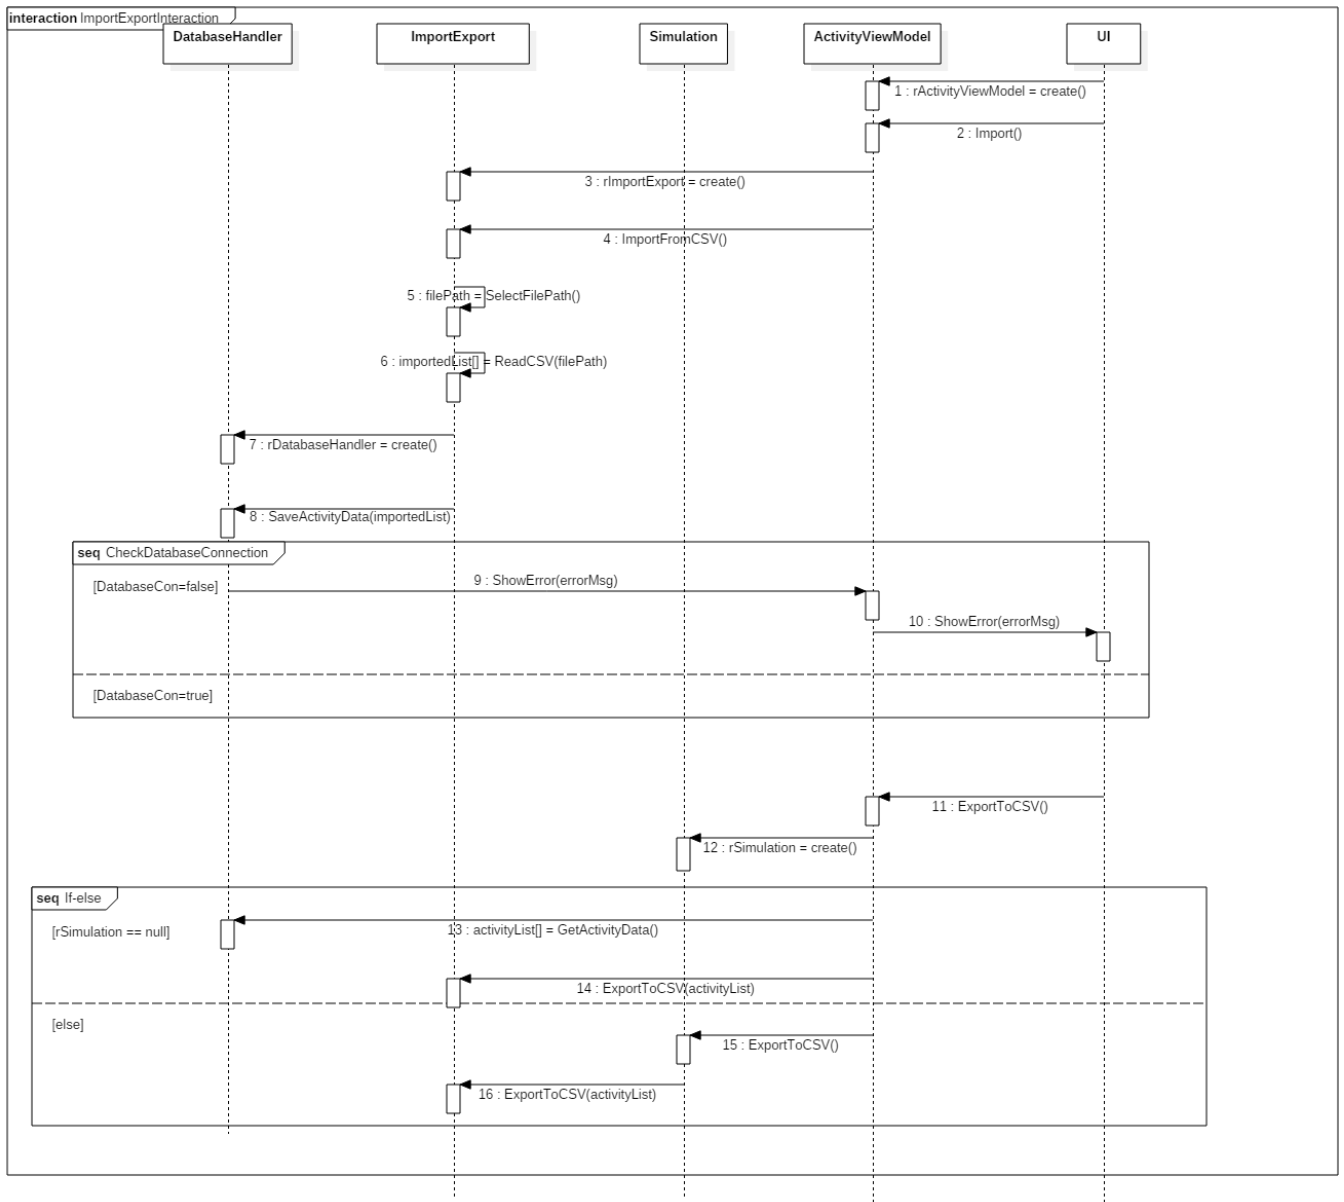 interaction ImportExportInteraction
DatabaseHandler
ImportExport
Simulation
ActivityViewModel
UI
1 : rActivityViewModel = create()
2 : Import()
3 : rImportExport = create()
4 : ImportFromCSV()
5 : filePath = SelectFilePath()
6 : importedList[] = ReadCSV(filePath)
7 : rDatabaseHandler = create()
8 : SaveActivityData(importedList)
seq CheckDatabaseConnection
[DatabaseCon=false]
9 : ShowError(errorMsg)
10 : ShowError(errorMsg)
[DatabaseCon=true]
11 : ExportToCSV()
12 : rSimulation = create()
seq If-else
[rSimulation == null]
13 : activityList[] = GetActivityData()
14 : ExportToCSV(activityList)
[else]
15 : ExportToCSV()
16 : ExportToCSV(activityList)